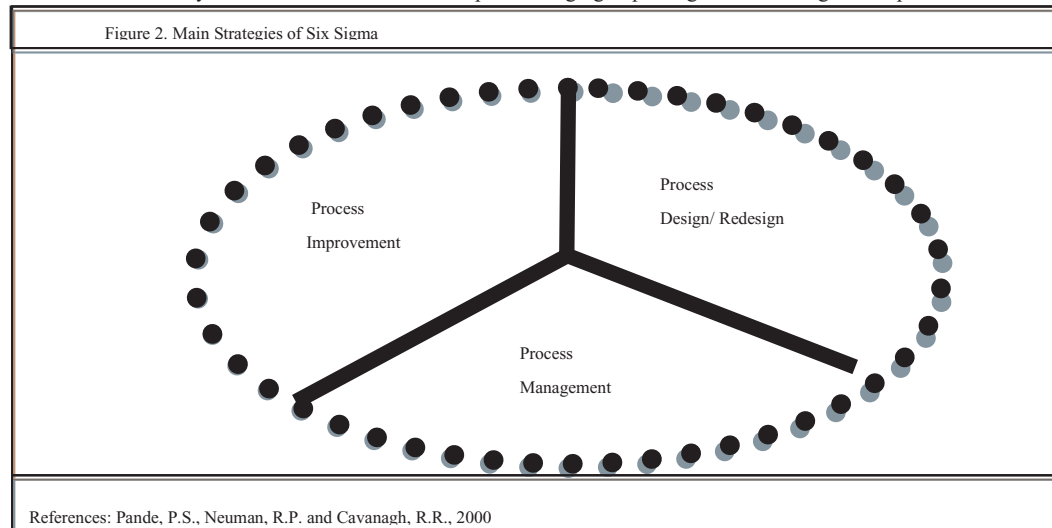 Figure 2. Main Strategies of Six Sigma
Process
Improvement
Process
Design/ Redesign
Process
Management
References: Pande, P.S., Neuman, R.P. and Cavanagh, R.R., 2000